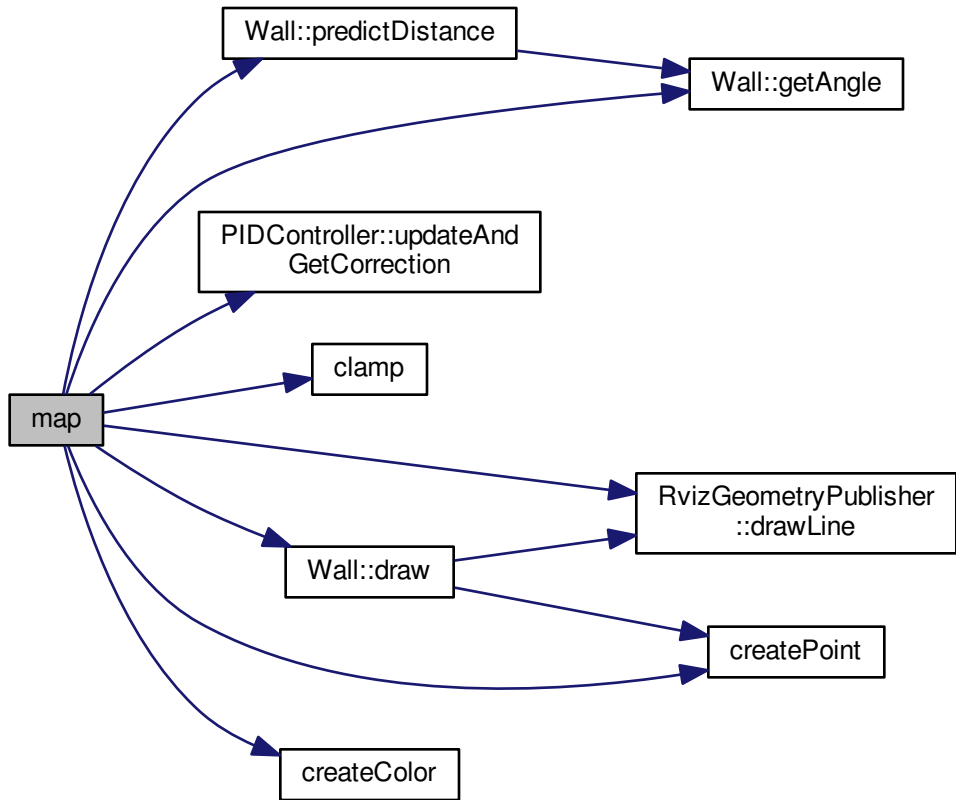 Wall::predictDistance
Wall::getAngle
PIDController::updateAnd
GetCorrection
clamp
map
RvizGeometryPublisher
::drawLine
Wall::draw
createPoint
createColor